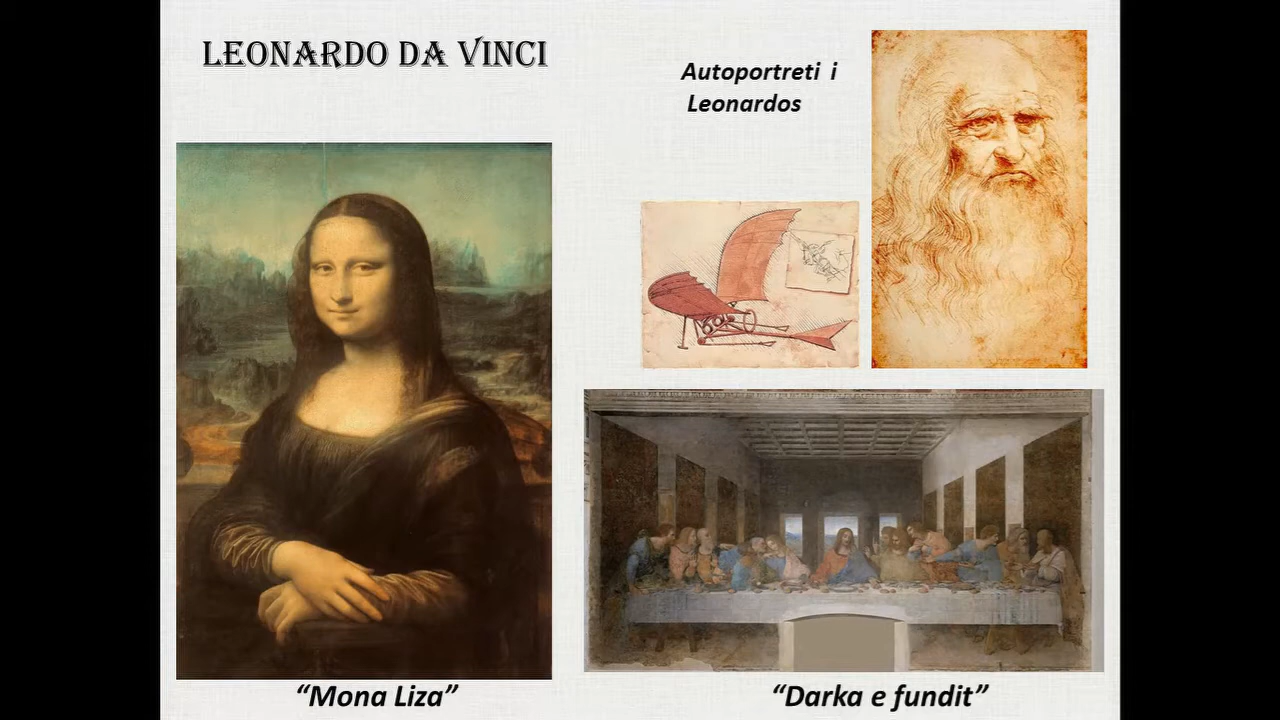 LEONARDO DA VINCI
Autoportreti i
Leonardos
“Mona Liza”
“Darka e fundit”